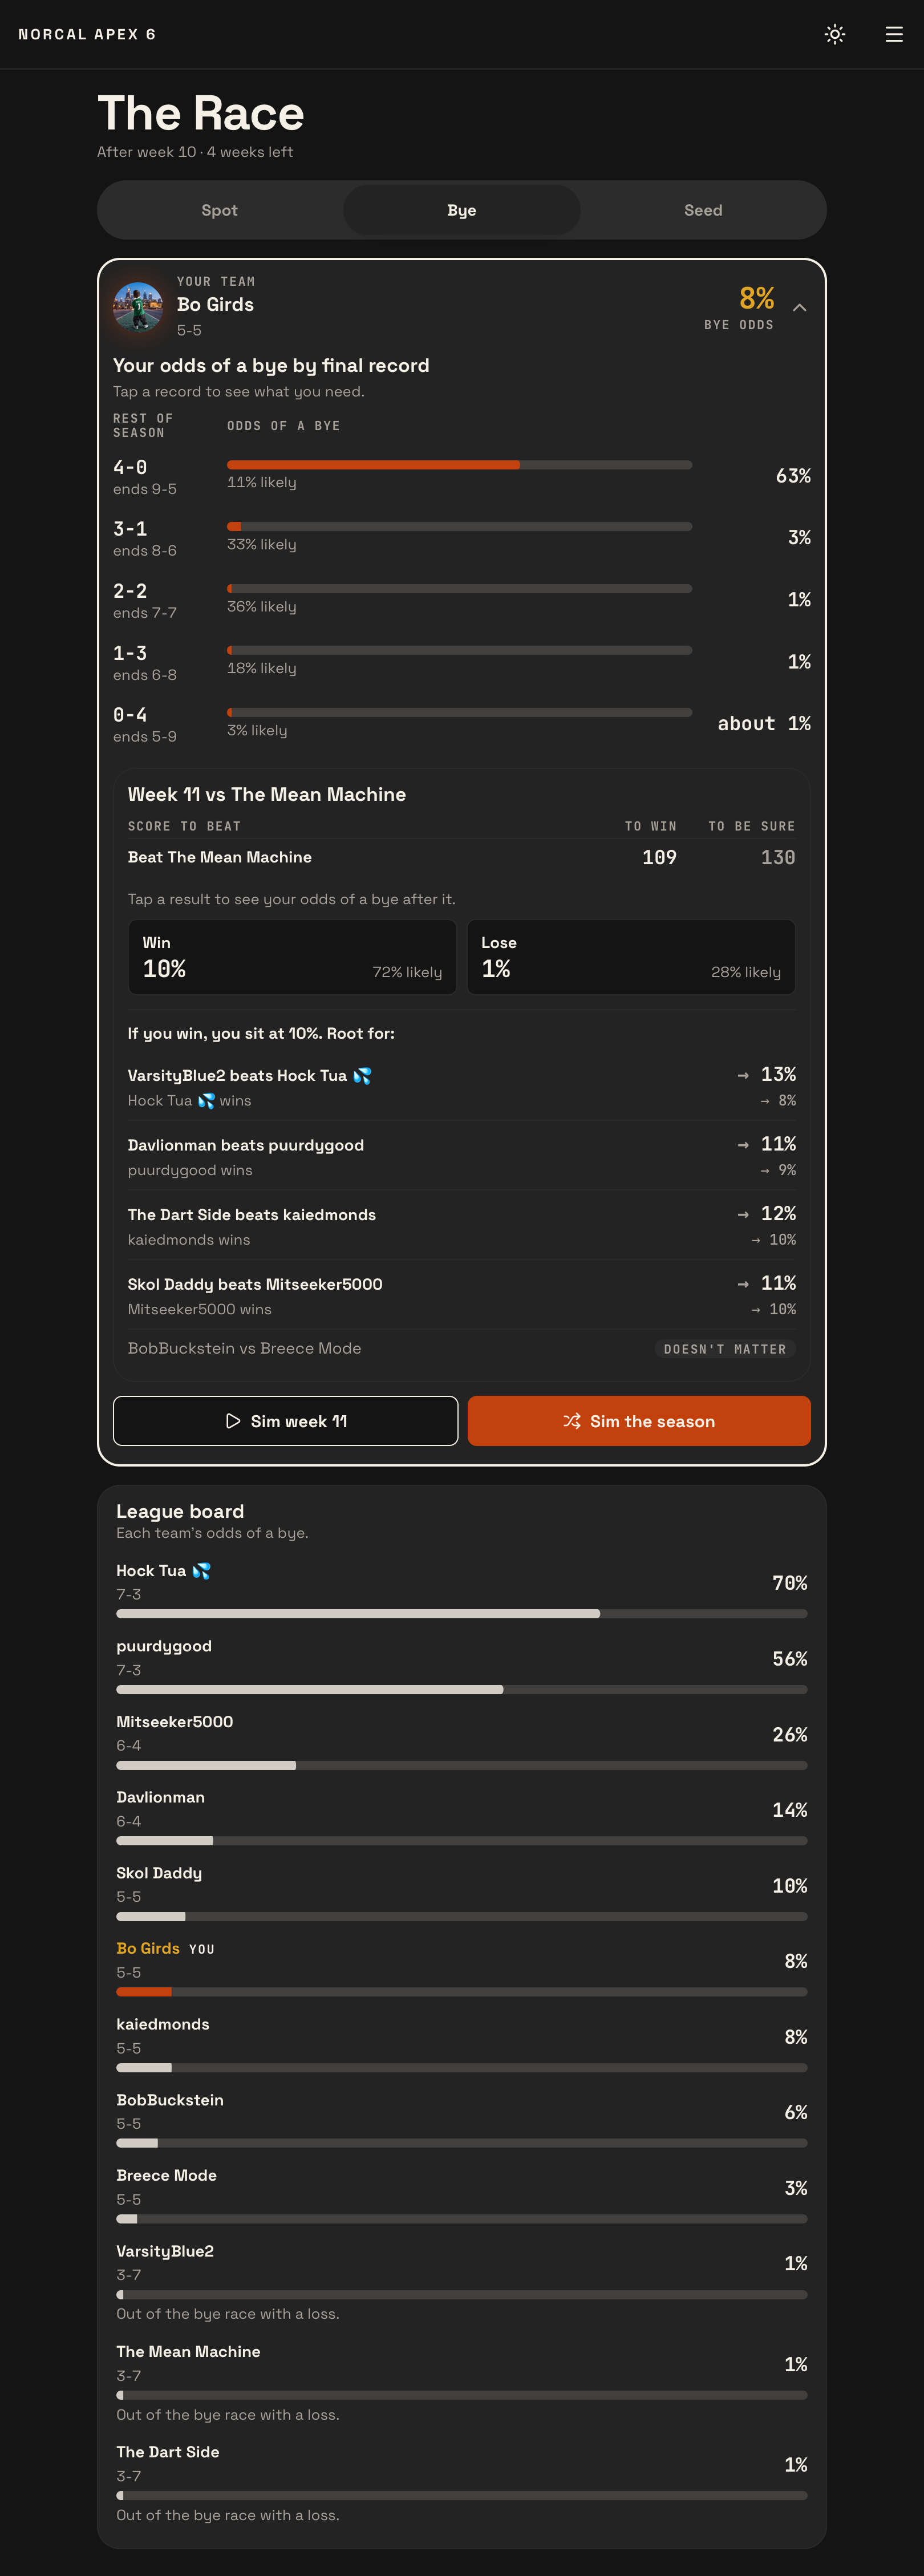 NORCAL APEX 6
The Race
After week 10 · 4 weeks left
Spot
Bye
Seed
YOUR TEAM
Bo Girds
5-5
8%
BYE ODDS
Your odds of a bye by final record
Tap a record to see what you need.
REST OF
SEASON
ODDS OF A BYE
4-0
ends 9-5
11% likely
63%
3-1
ends 8-6
33% likely
3%
2-2
ends 7-7
36% likely
1%
1-3
ends 6-8
18% likely
1%
0-4
ends 5-9
3% likely
about 1%
Week 11 vs The Mean Machine
SCORE TO BEAT
TO WIN
TO BE SURE
Beat The Mean Machine
109
130
Tap a result to see your odds of a bye after it.
Win
10%
72% likely
Lose
1%
28% likely
If you win, you sit at 10%. Root for:
VarsityBlue2 beats Hock Tua 💦
→ 13%
Hock Tua 💦 wins
→ 8%
Davlionman beats puurdygood
→ 11%
puurdygood wins
→ 9%
The Dart Side beats kaiedmonds
→ 12%
kaiedmonds wins
→ 10%
Skol Daddy beats Mitseeker5000
→ 11%
Mitseeker5000 wins
→ 10%
BobBuckstein vs Breece Mode
DOESN'T MATTER
Sim week 11
Sim the season
League board
Each team's odds of a bye.
Hock Tua 💦
7-3
70%
puurdygood
7-3
56%
Mitseeker5000
6-4
26%
Davlionman
6-4
14%
Skol Daddy
5-5
10%
Bo Girds YOU
5-5
8%
kaiedmonds
5-5
8%
BobBuckstein
5-5
6%
Breece Mode
5-5
3%
VarsityBlue2
3-7
1%
Out of the bye race with a loss.
The Mean Machine
3-7
1%
Out of the bye race with a loss.
The Dart Side
3-7
1%
Out of the bye race with a loss.